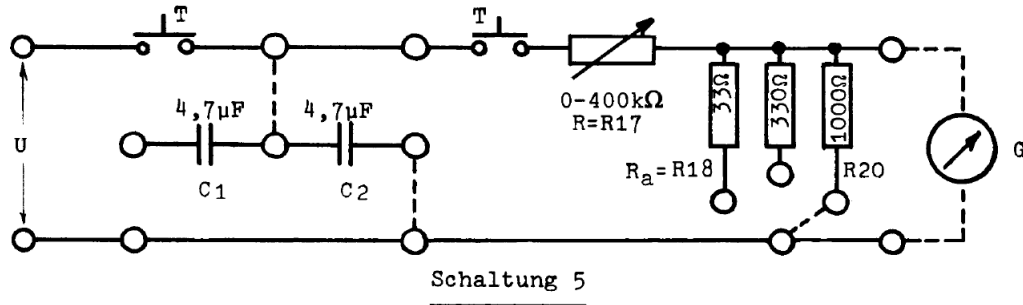 T
T
U
4,7µF
4,7µF
C1
C2
0-400kΩ
R=R17
33Ω
330Ω
1000Ω
Ra=R18
R20
G
Schaltung 5